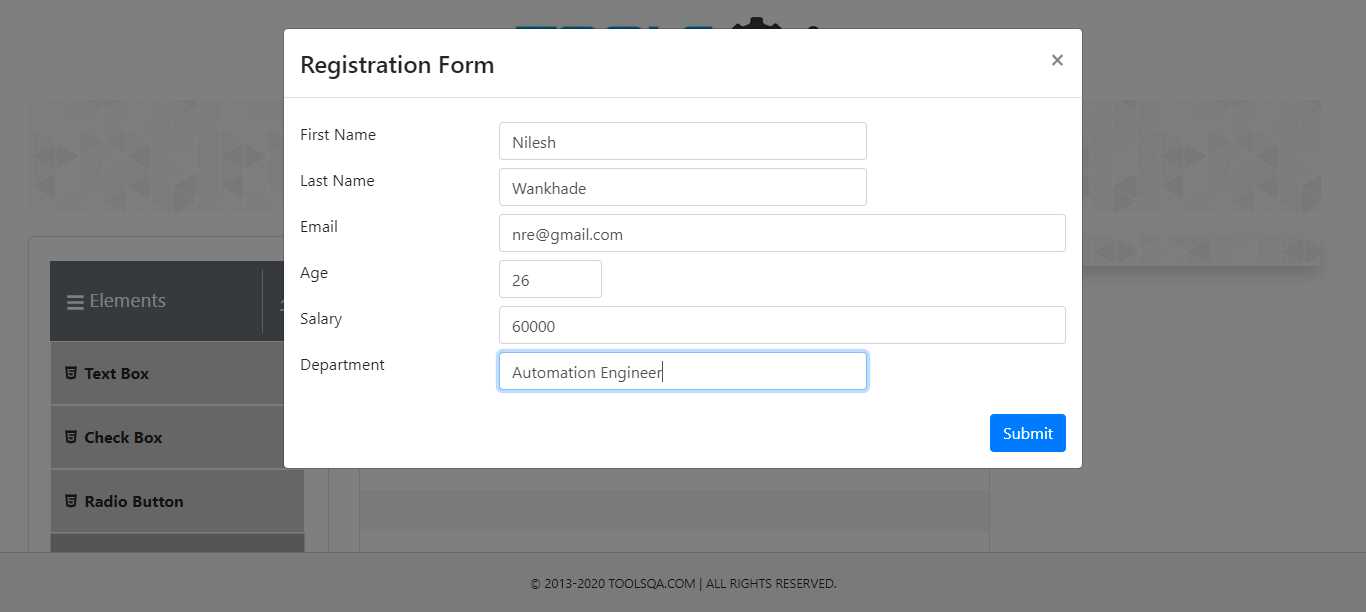 Registration Form ×
First Name Nilesh
Last Name Wankhade
Email nre@gmail.com
Age 26
Salary 60000
Department Automation Engineer
Submit
Elements
Text Box
Check Box
Radio Button
© 2013-2020 TOOLSQA.COM | ALL RIGHTS RESERVED.